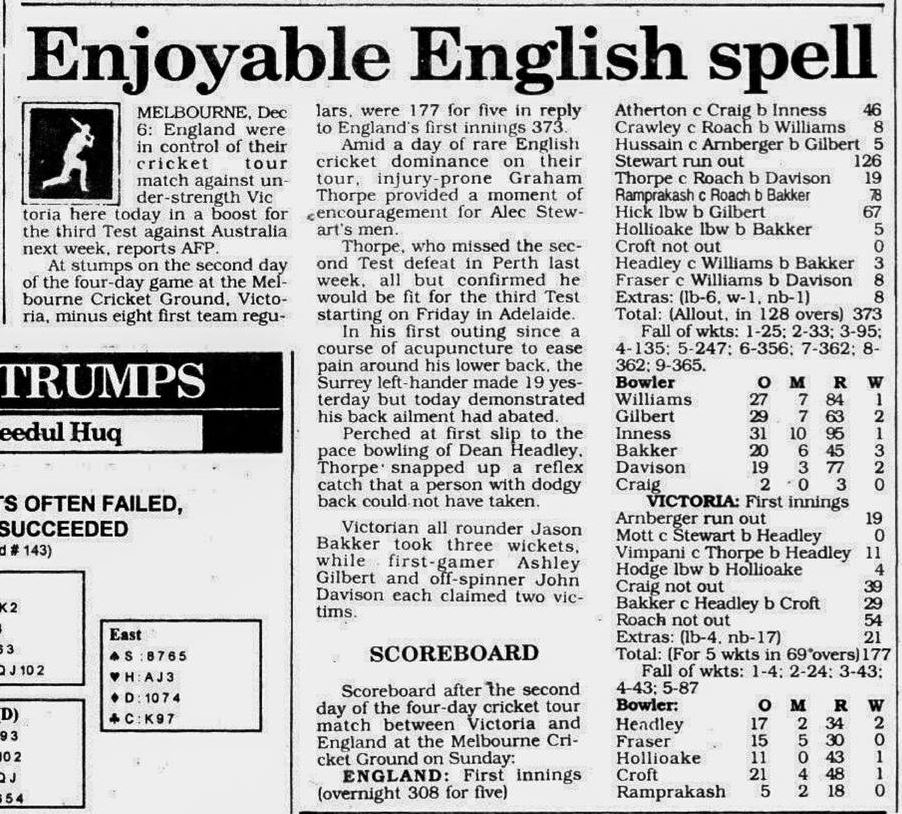 Enjoyable English spell
MELBOURNE, Dec
6: England were
in control of their
cricket tour
match against un-
der-strength Vic
toria here today in a boost for
the third Test against Australia
next week, reports AFP.
At stumps on the second day
of the four-day game at the Mel-
bourne Cricket Ground, Victo-
ria, minus eight first team regu-
lars, were 177 for five in reply
to England's first innings 373.
Amid a day of rare English
cricket dominance on their
tour, injury-prone Graham
Thorpe provided a moment of
encouragement for Alec Stew-
art's men.
Thorpe, who missed the sec-
ond Test defeat in Perth last
week, all but confirmed he
would be fit for the third Test
starting on Friday in Adelaide.
In his first outing since a
course of acupuncture to ease
pain around his lower back, the
Surrey left-hander made 19 yes-
terday but today demonstrated
his back ailment had abated.
Perched at first slip to the
pace bowling of Dean Headley,
Thorpe snapped up a reflex
catch that a person with dodgy
back could not have taken.
Victorian all rounder Jason
Bakker took three wickets,
while first-gamer Ashley
Gilbert and off-spinner John
Davison each claimed two vic-
tims.
SCOREBOARD
Scoreboard after the second
day of the four-day cricket tour
match between Victoria and
England at the Melbourne Cri-
cket Ground on Sunday:
ENGLAND: First innings
(overnight 308 for five)
Atherton c Craig b Inness 46
Crawley c Roach b Williams 8
Hussain c Arnberger b Gilbert 5
Stewart run out 126
Thorpe c Roach b Davison 19
Ramprakash c Roach b Bakker 78
Hick lbw b Gilbert 67
Hollioake lbw b Bakker 5
Croft not out 0
Headley c Williams b Bakker 3
Fraser c Williams b Davison 8
Extras: (lb-6, w-1, nb-1) 8
Total: (Allout, in 128 overs) 373
Fall of wkts: 1-25; 2-33; 3-95;
4-135; 5-247; 6-356; 7-362; 8-
362; 9-365.
Bowler O M R W
Williams 27 7 84 1
Gilbert 29 7 63 2
Inness 31 10 95 1
Bakker 20 6 45 3
Davison 19 3 77 2
Craig 2 0 3 0
VICTORIA: First innings
Arnberger run out 19
Mott c Stewart b Headley 0
Vimpani c Thorpe b Headley 11
Hodge lbw b Hollioake 4
Craig not out 39
Bakker c Headley b Croft 29
Roach not out 54
Extras: (lb-4, nb-17) 21
Total: (For 5 wkts in 69 overs) 177
Fall of wkts: 1-4; 2-24; 3-43;
4-43; 5-87
Bowler: O M R W
Headley 17 2 34 2
Fraser 15 5 30 0
Hollioake 11 0 43 1
Croft 21 4 48 1
Ramprakash 5 2 18 0
TRUMPS
eedul Huq
TS OFTEN FAILED,
SUCCEEDED
d # 143)
K2
63
QJ102
East
♠ S :8765
♥ H: AJ3
♦ D:1074
♣ C:K97
D)
93
102
QJ
654